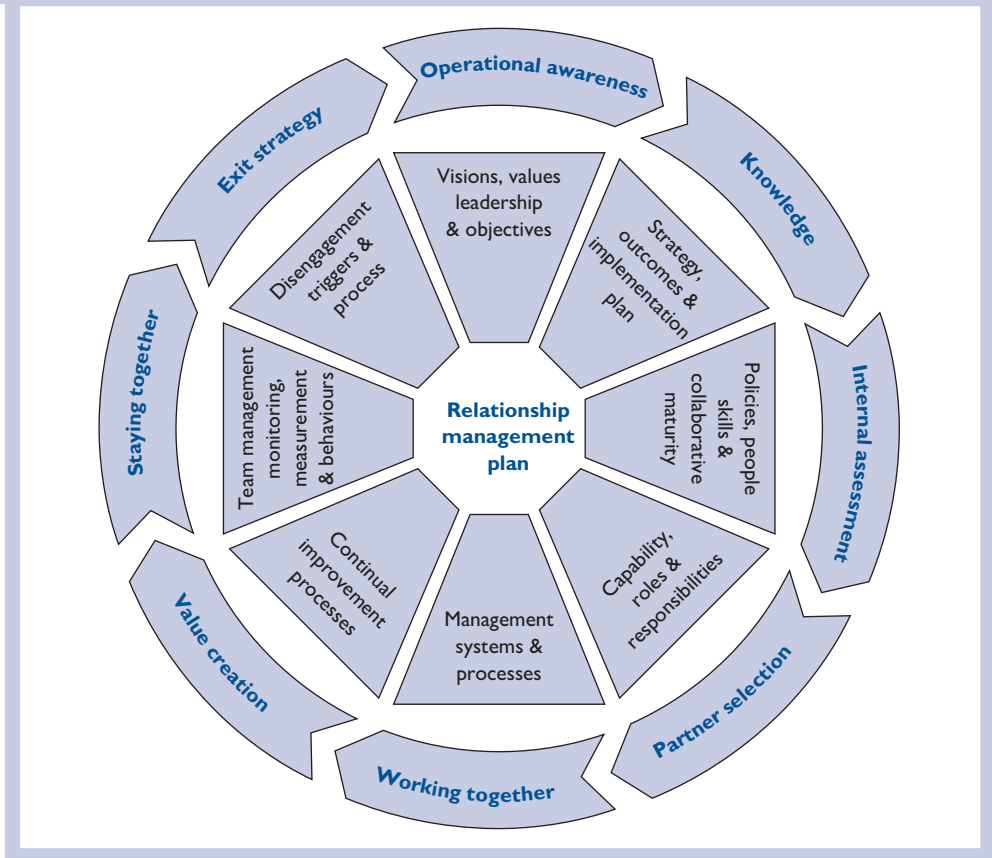 Operational awareness
Knowledge
Internal assessment
Partner selection
Working together
Value creation
Staying together
Exit strategy
Visions, values
leadership
& objectives
Strategy,
outcomes &
implementation
plan
Policies, people
skills &
collaborative
maturity
Capability,
roles &
responsibilities
Management
systems &
processes
Continual
improvement
processes
Team management
monitoring,
measurement
& behaviours
Disengagement
triggers &
process
Relationship
management
plan